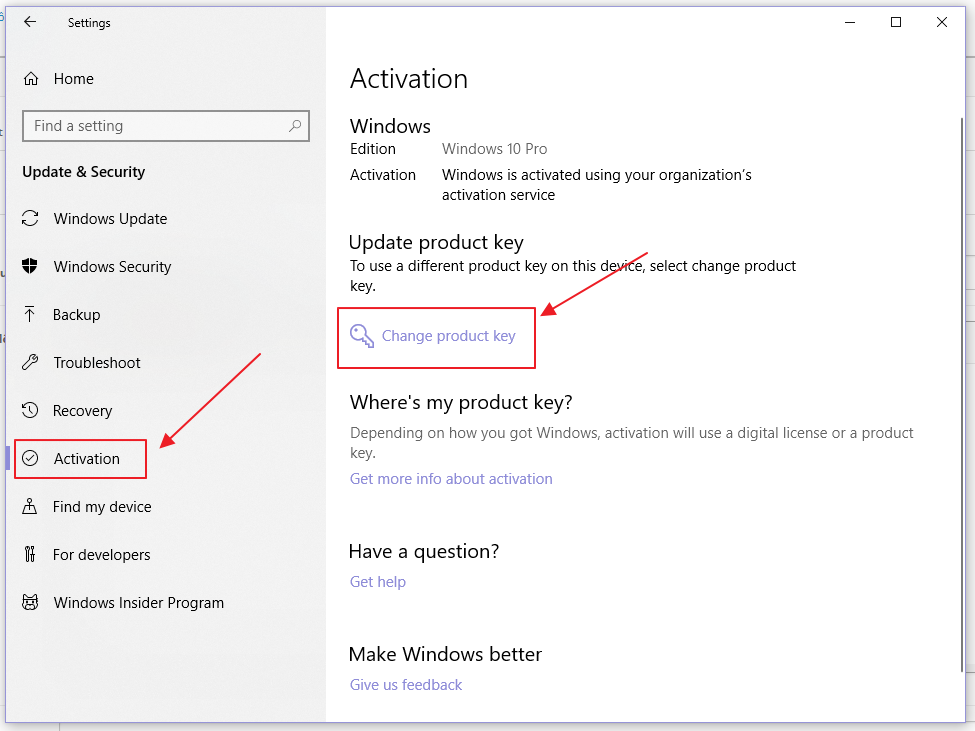 Settings
Home
Find a setting
Update & Security
Windows Update
Windows Security
Backup
Troubleshoot
Recovery
Activation
Find my device
For developers
Windows Insider Program
Activation
Windows
Edition Windows 10 Pro
Activation Windows is activated using your organization's
activation service
Update product key
To use a different product key on this device, select change product
key.
Change product key
Where's my product key?
Depending on how you got Windows, activation will use a digital license or a product
key.
Get more info about activation
Have a question?
Get help
Make Windows better
Give us feedback